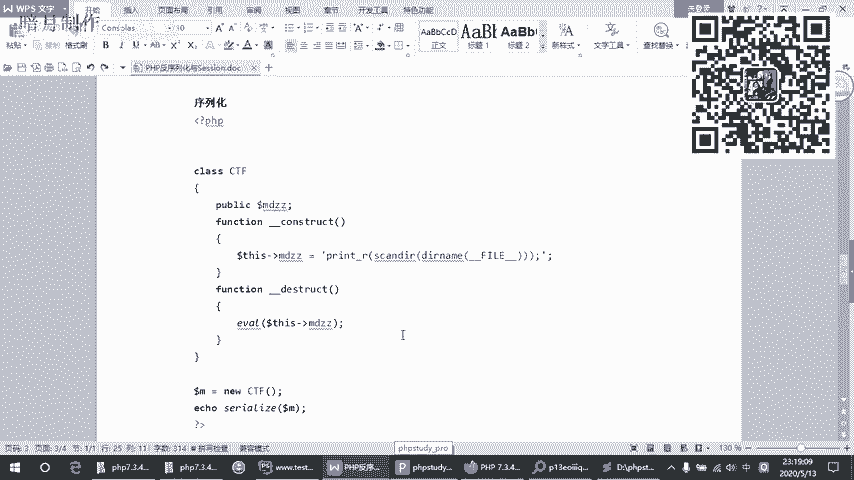 暗月制作
WPS 文字 开始 插入 页面布局 引用 审阅 视图 章节 开发工具 特色功能 未登录
粘贴 复制 格式刷
AaBbCcD AaBb AaBb(
正文 标题 1 标题 2 新样式 文字工具 查找替换
PHP反序列化与Session.doc
序列化
<?php
class CTF
{
public $mdzz;
function __construct()
{
$this->mdzz = 'print_r(scandir(dirname(__FILE__)));';
}
function __destruct()
{
eval($this->mdzz);
}
}
$m = new CTF();
echo serialize($m);
?>
页码: 3 页面: 3/4 节: 1/1 行: 25 列: 11 字数: 314 拼写检查 兼容模式 130 %
phpstudy_pro
php7.3.4... php7.3.4... www.test... PHP反序... phpstudy... PHP 7.3.4... p13eoiiq... D:\phpst...
中
23:19:09
2020/5/13